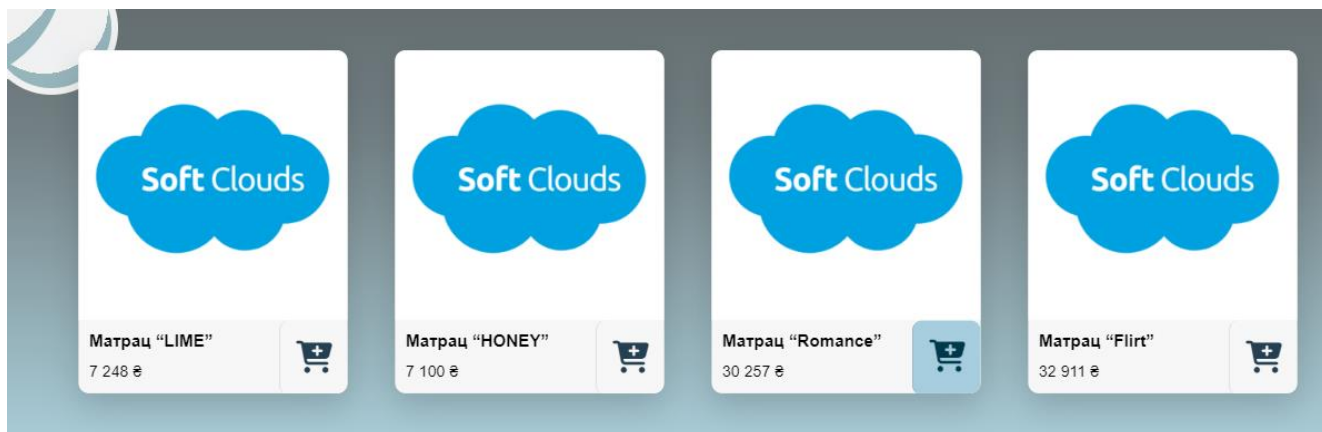 Soft Clouds
Soft Clouds
Soft Clouds
Soft Clouds
Матрац “LIME”
7 248 ₴
Матрац “HONEY”
7 100 ₴
Матрац “Romance”
30 257 ₴
Матрац “Flirt”
32 911 ₴